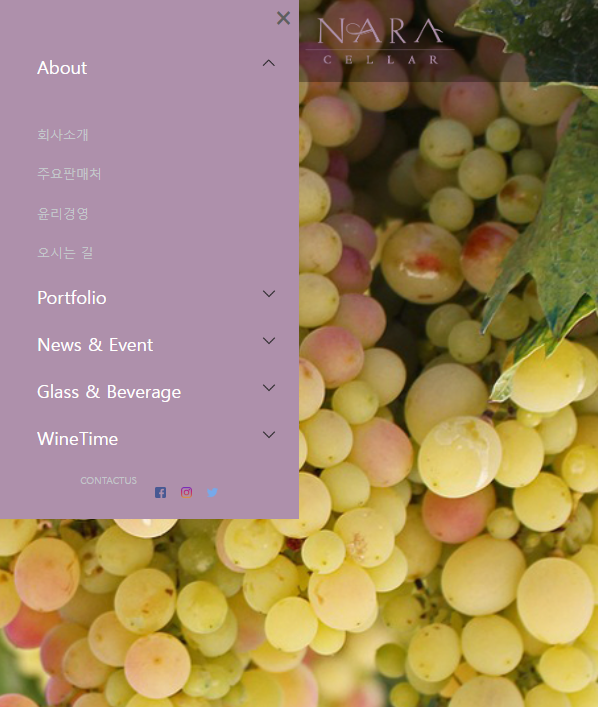 NARA
CELLAR
About
회사소개
주요판매처
윤리경영
오시는 길
Portfolio
News & Event
Glass & Beverage
WineTime
CONTACTUS